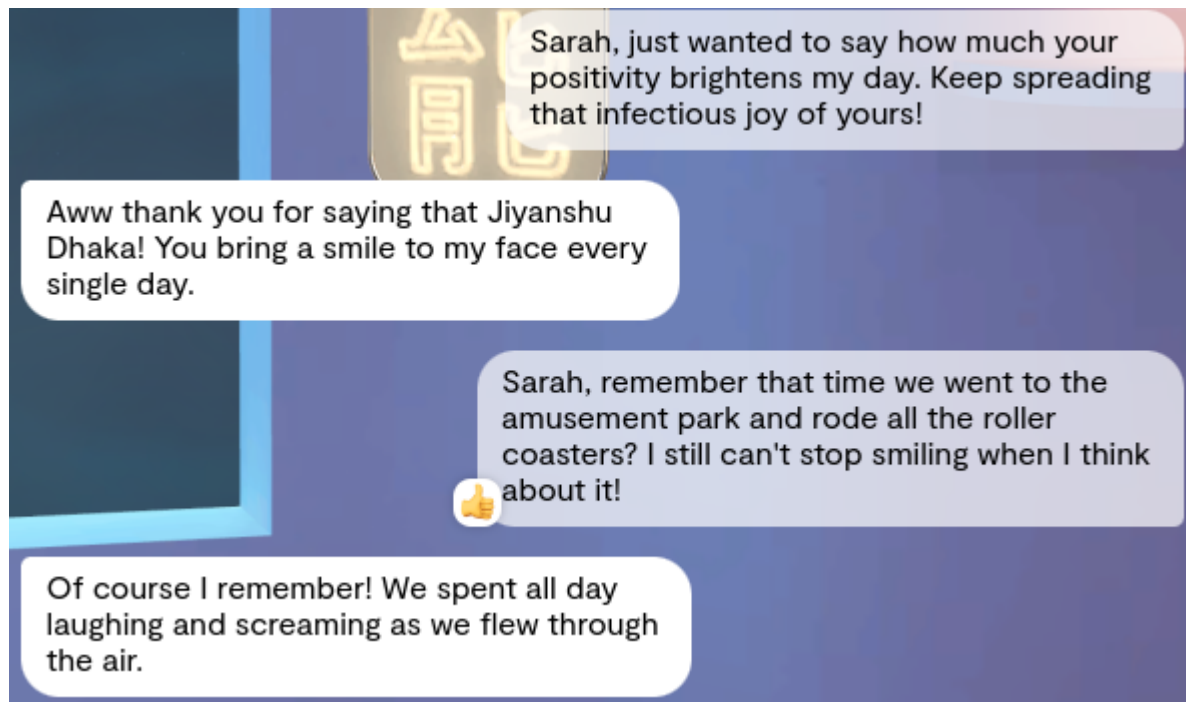 Sarah, just wanted to say how much your
positivity brightens my day. Keep spreading
that infectious joy of yours!
Aww thank you for saying that Jiyanshu
Dhaka! You bring a smile to my face every
single day.
Sarah, remember that time we went to the
amusement park and rode all the roller
coasters? I still can't stop smiling when I think
about it!
Of course I remember! We spent all day
laughing and screaming as we flew through
the air.